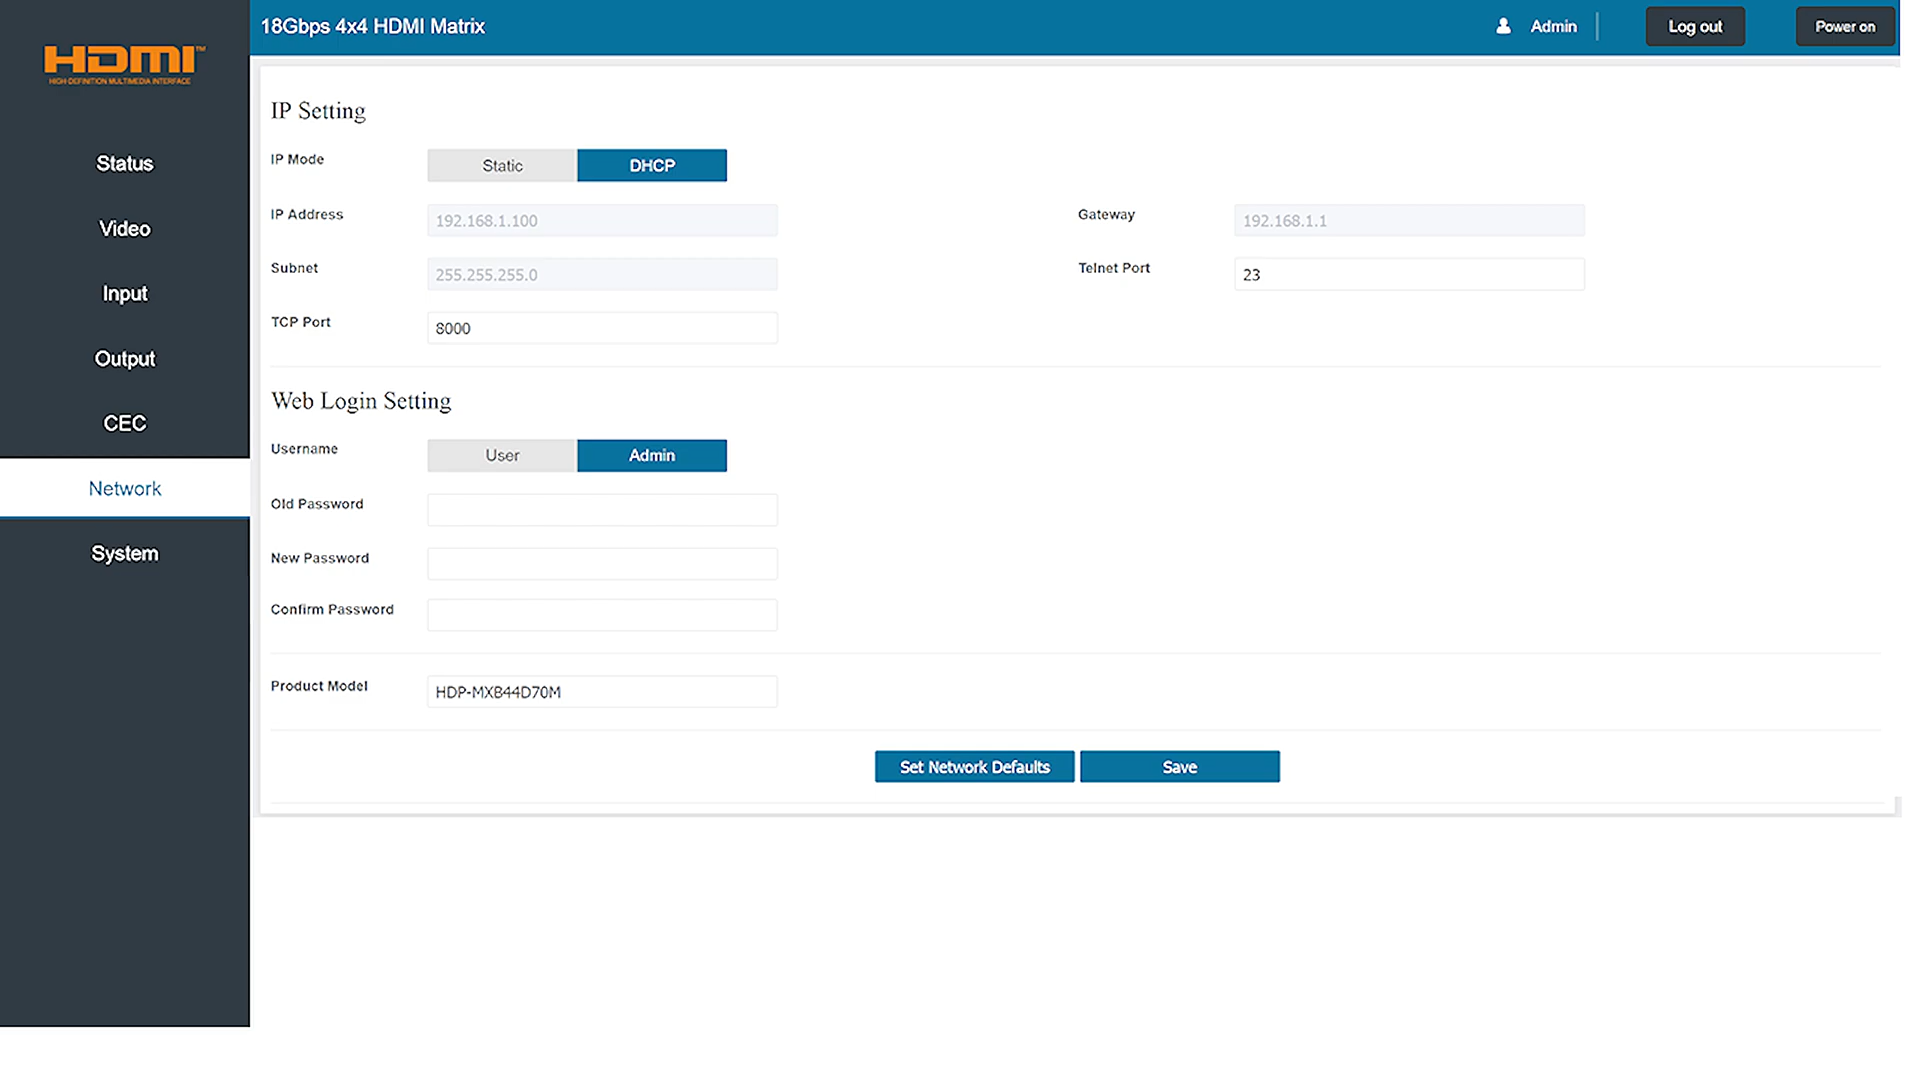 18Gbps 4x4 HDMI Matrix
Admin
Log out
Power on
HDMI™
HIGH-DEFINITION MULTIMEDIA INTERFACE
Status
Video
Input
Output
CEC
Network
System
IP Setting
IP Mode
Static
DHCP
IP Address
192.168.1.100
Gateway
192.168.1.1
Subnet
255.255.255.0
Telnet Port
23
TCP Port
8000
Web Login Setting
Username
User
Admin
Old Password
New Password
Confirm Password
Product Model
HDP-MXB44D70M
Set Network Defaults
Save